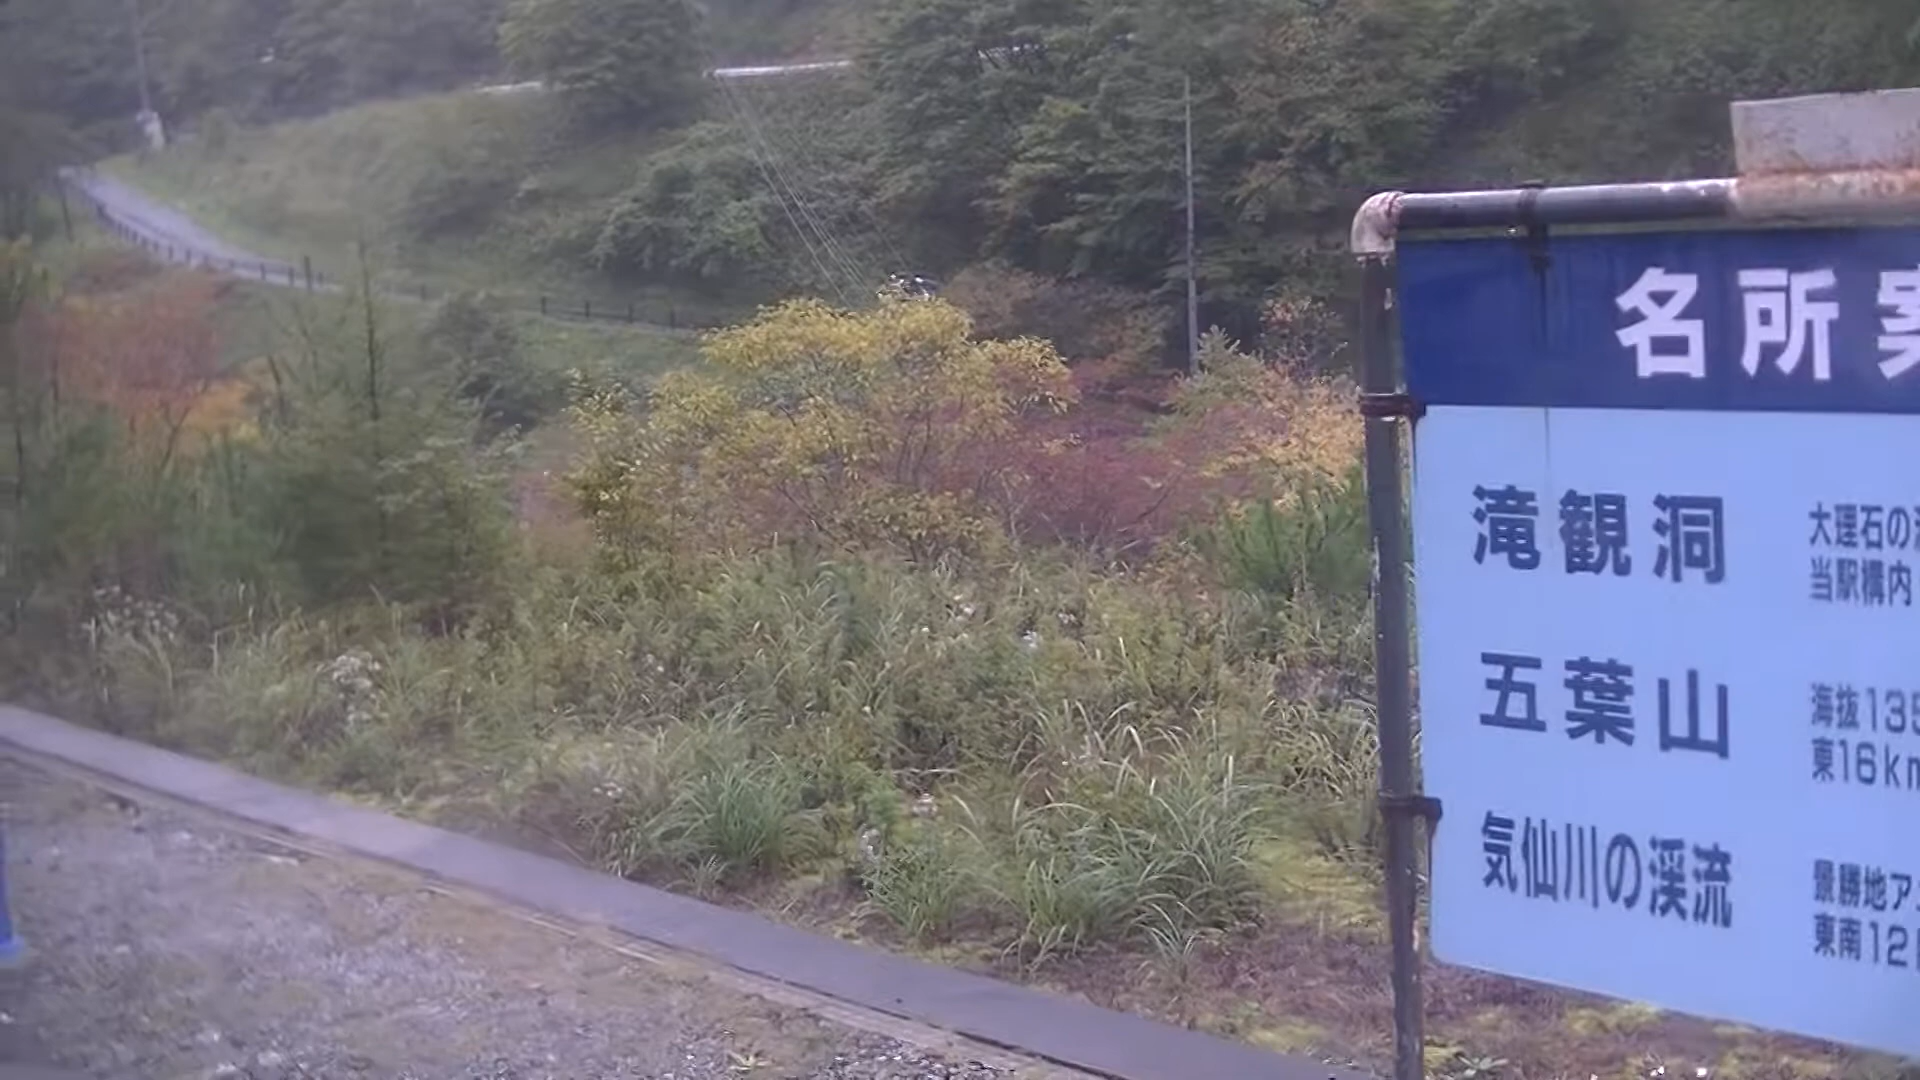 名所案
滝観洞 大理石の
当駅構内
五葉山 海抜135
東16km
気仙川の渓流 景勝地ア
東南12